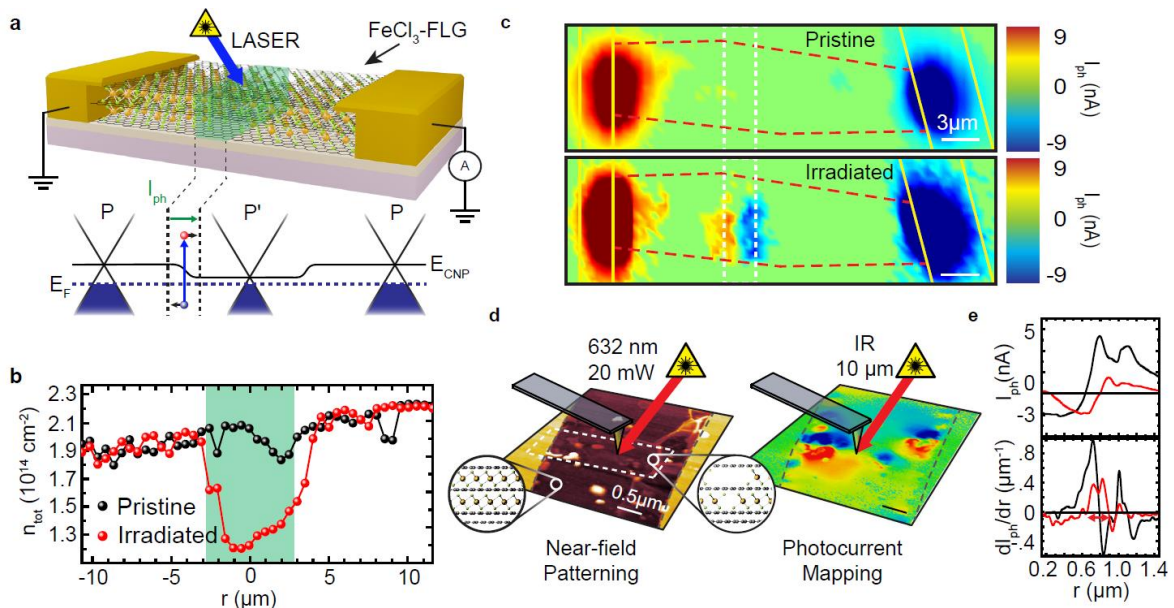 a
LASER
FeCl3-FLG
A
Iph
P
P'
P
ECNP
EF
b
2.3
2.1
1.9
1.7
1.5
1.3
ntot (10^14 cm^-2)
Pristine
Irradiated
-10
-5
0
5
10
r (µm)
c
Pristine
3µm
9
0
-9
Iph (nA)
Irradiated
9
0
-9
Iph (nA)
d
632 nm
20 mW
0.5µm
Near-field
Patterning
IR
10 µm
Photocurrent
Mapping
e
5
0
-3
Iph(nA)
.8
.4
0
-.4
dIph/dr (µm^-1)
0.2
0.6
1.0
1.4
r (µm)